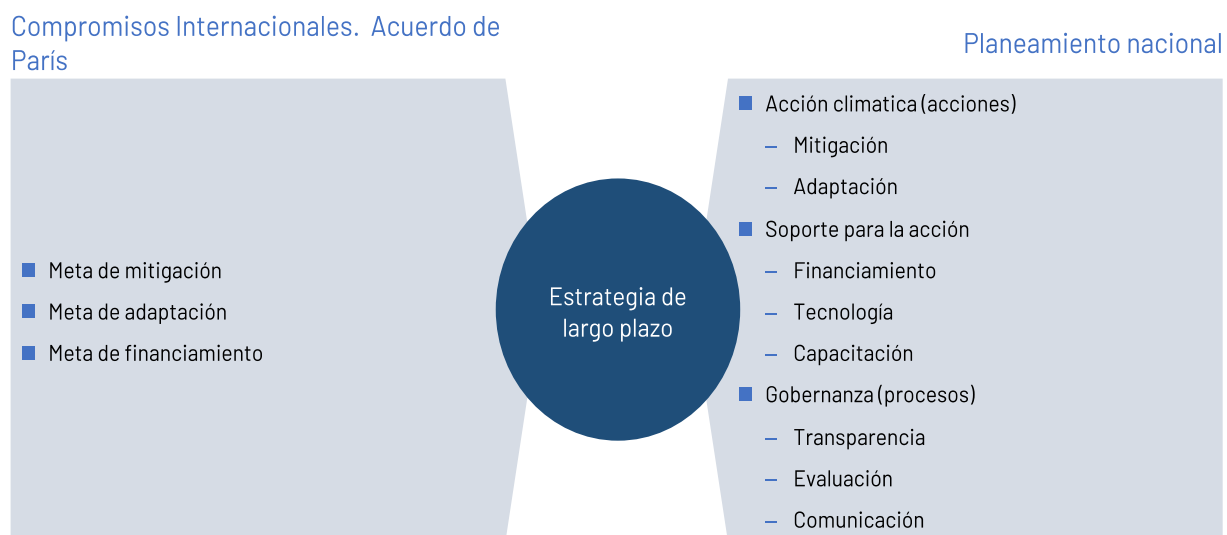 Compromisos Internacionales. Acuerdo de
París
Meta de mitigación
Meta de adaptación
Meta de financiamiento
Estrategia de
largo plazo
Planeamiento nacional
Acción climatica (acciones)
Mitigación
Adaptación
Soporte para la acción
Financiamiento
Tecnología
Capacitación
Gobernanza (procesos)
Transparencia
Evaluación
Comunicación